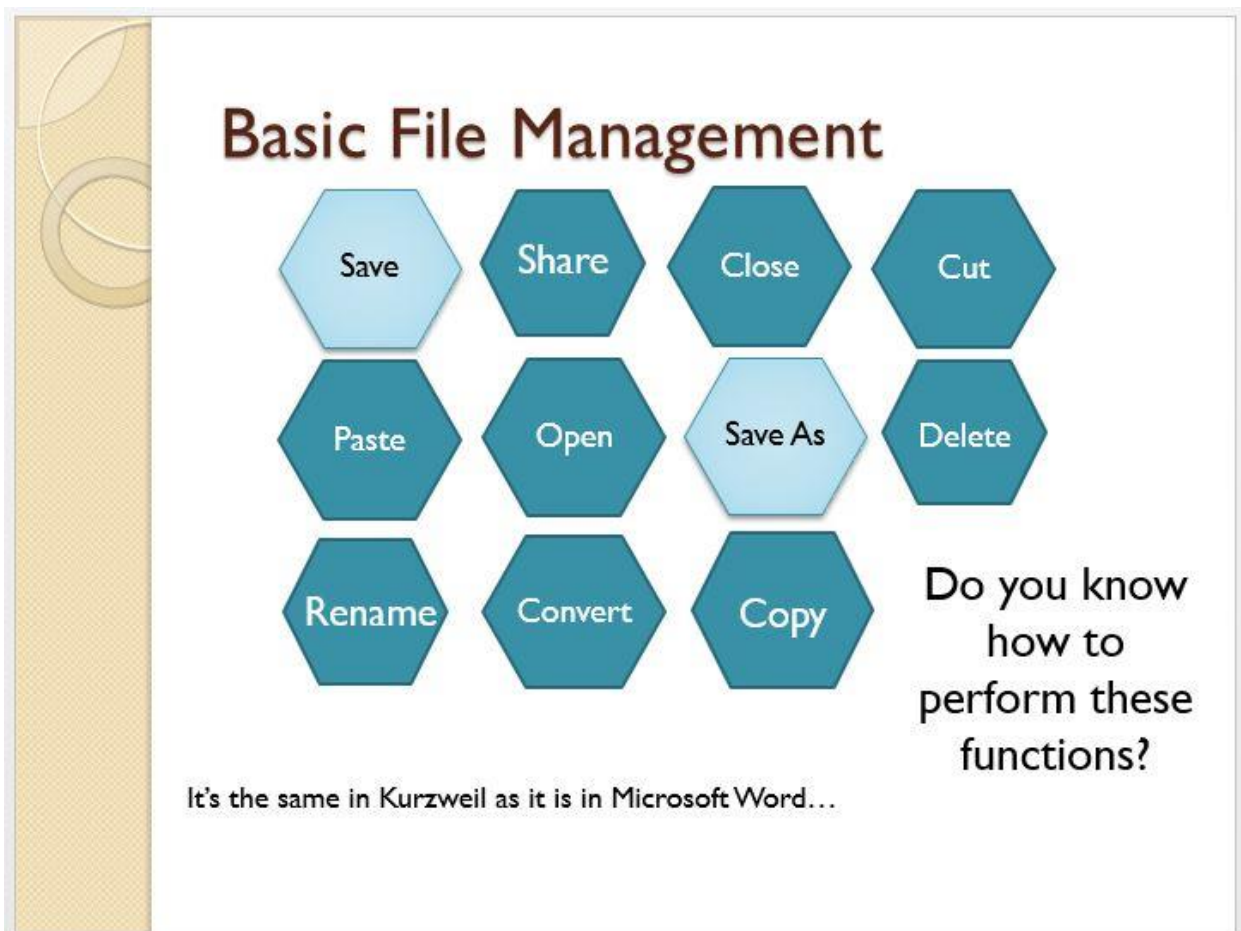 Basic File Management
Save
Share
Close
Cut
Paste
Open
Save As
Delete
Rename
Convert
Copy
Do you know
how to
perform these
functions?
It's the same in Kurzweil as it is in Microsoft Word…